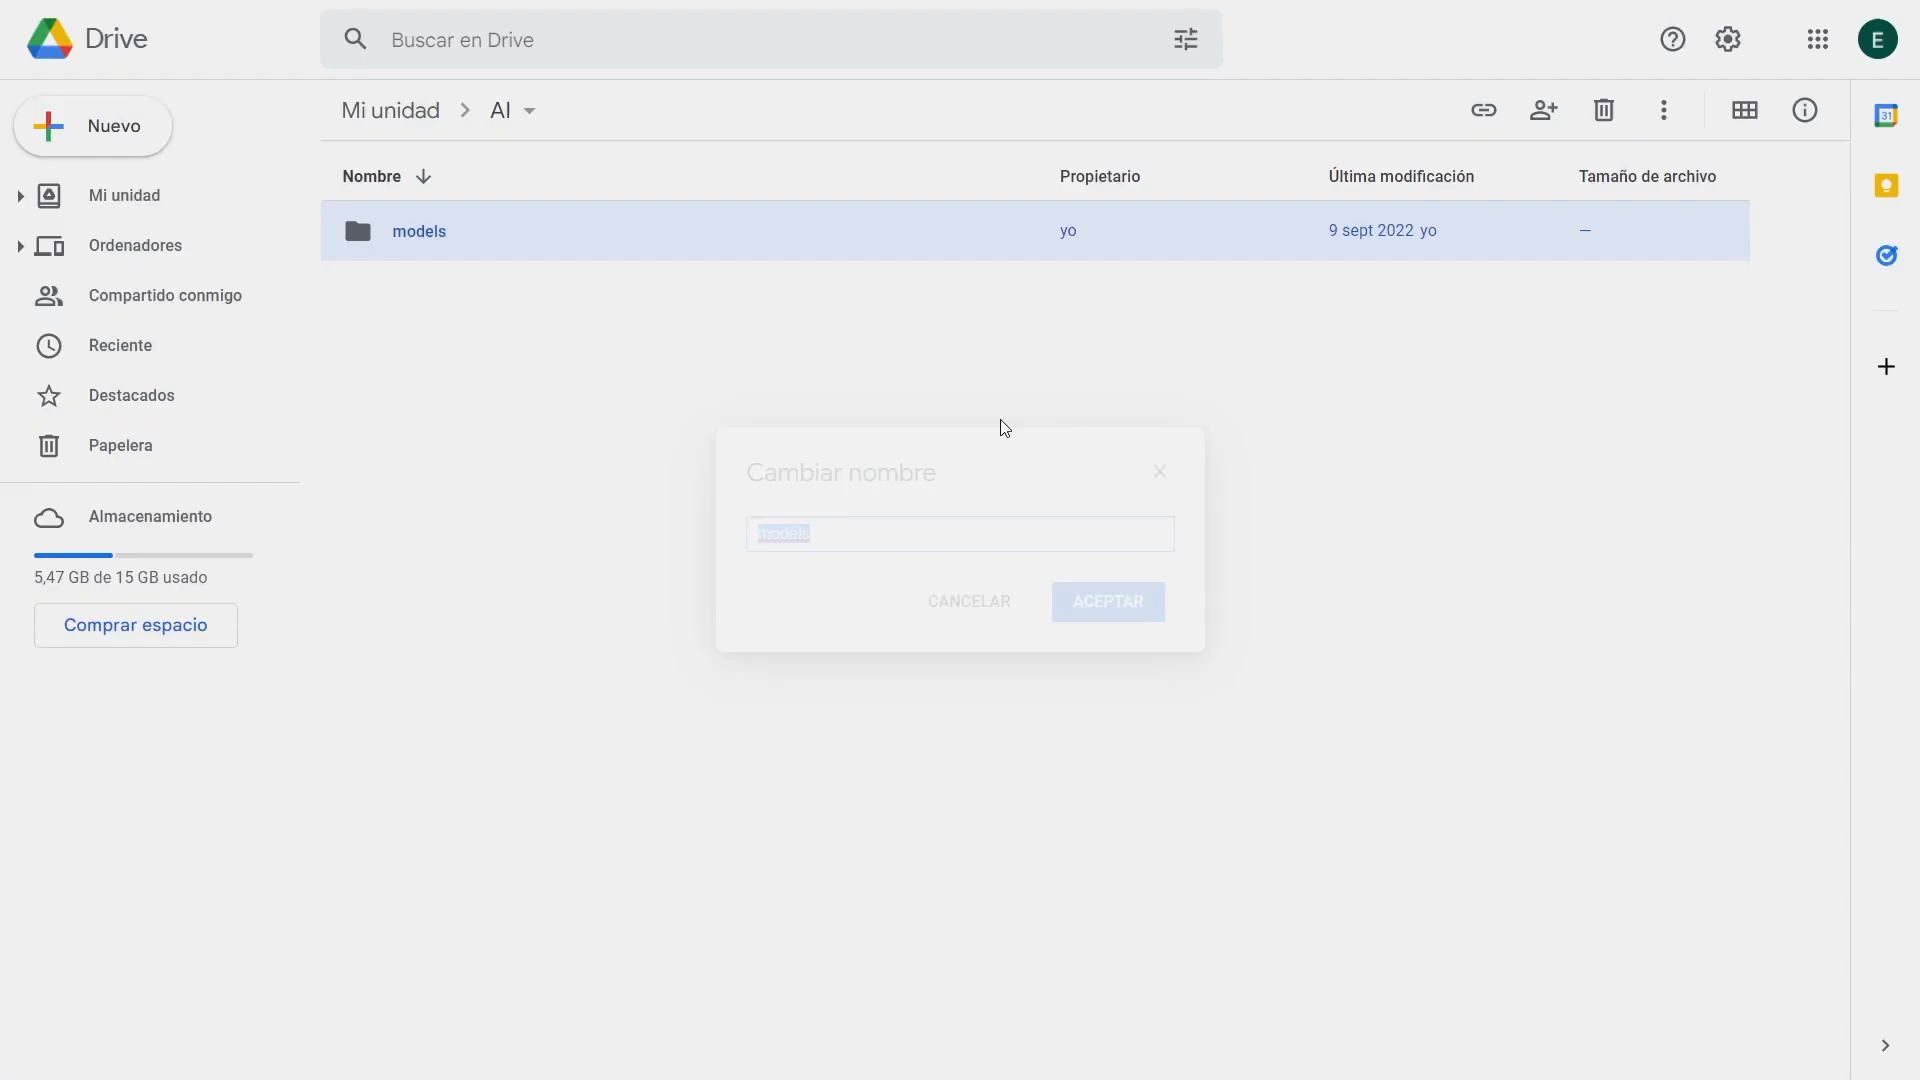 Drive
Buscar en Drive
E
Nuevo
Mi unidad
AI
31
Mi unidad
Ordenadores
Compartido conmigo
Reciente
Destacados
Papelera
Almacenamiento
5,47 GB de 15 GB usado
Comprar espacio
Nombre
Propietario
Última modificación
Tamaño de archivo
models
yo
9 sept 2022 yo
—
Cambiar nombre
models
CANCELAR
ACEPTAR